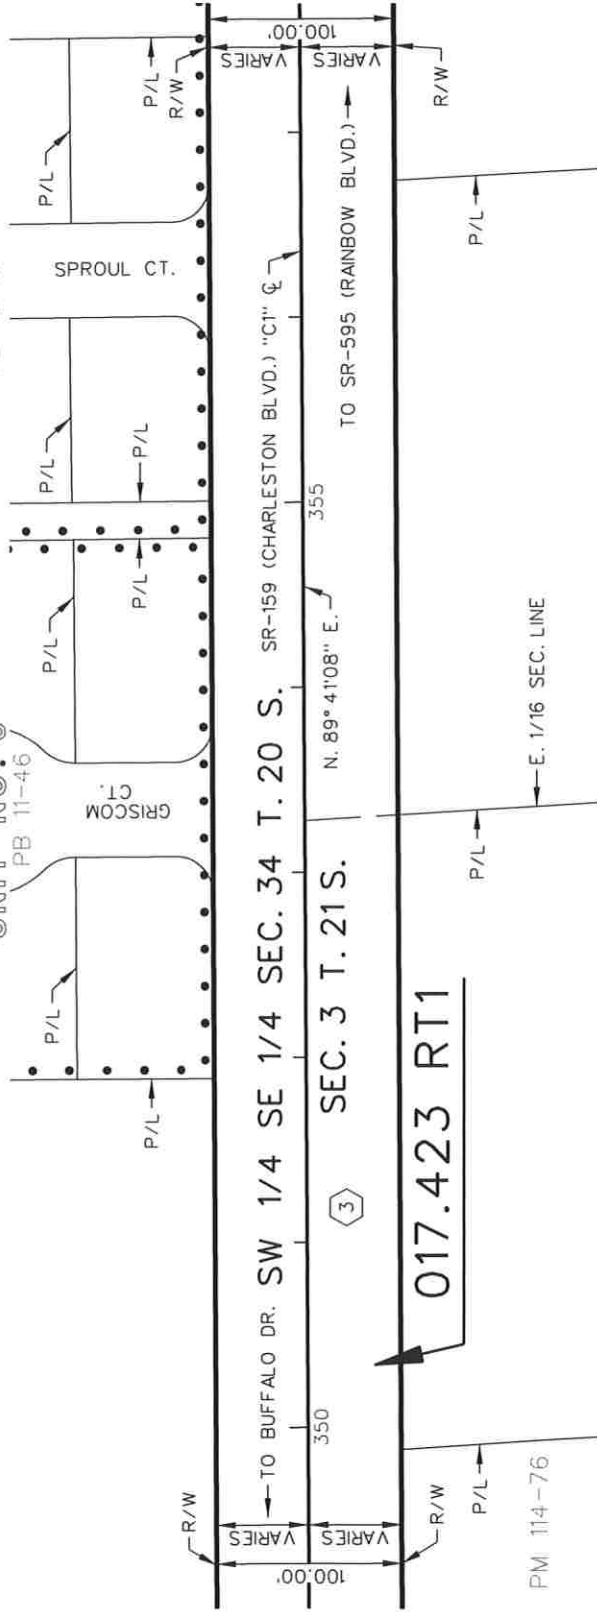 P/L
P/L
P/L
P/L
P/L
P/L
P/L
P/L
R/W
PB 11-46
GRISCOM
CT.
SPROUL CT.
R/W
VARIES
VARIES
100.00'
TO BUFFALO DR.
SW 1/4 SE 1/4 SEC. 34 T. 20 S.
SR-159 (CHARLESTON BLVD.) "C1" ℄
350
355
SEC. 3 T. 21 S.
N. 89° 41'08" E.
TO SR-595 (RAINBOW BLVD.)
3
VARIES
VARIES
100.00'
R/W
R/W
017.423 RT1
P/L
P/L
P/L
E. 1/16 SEC. LINE
PM 114-76